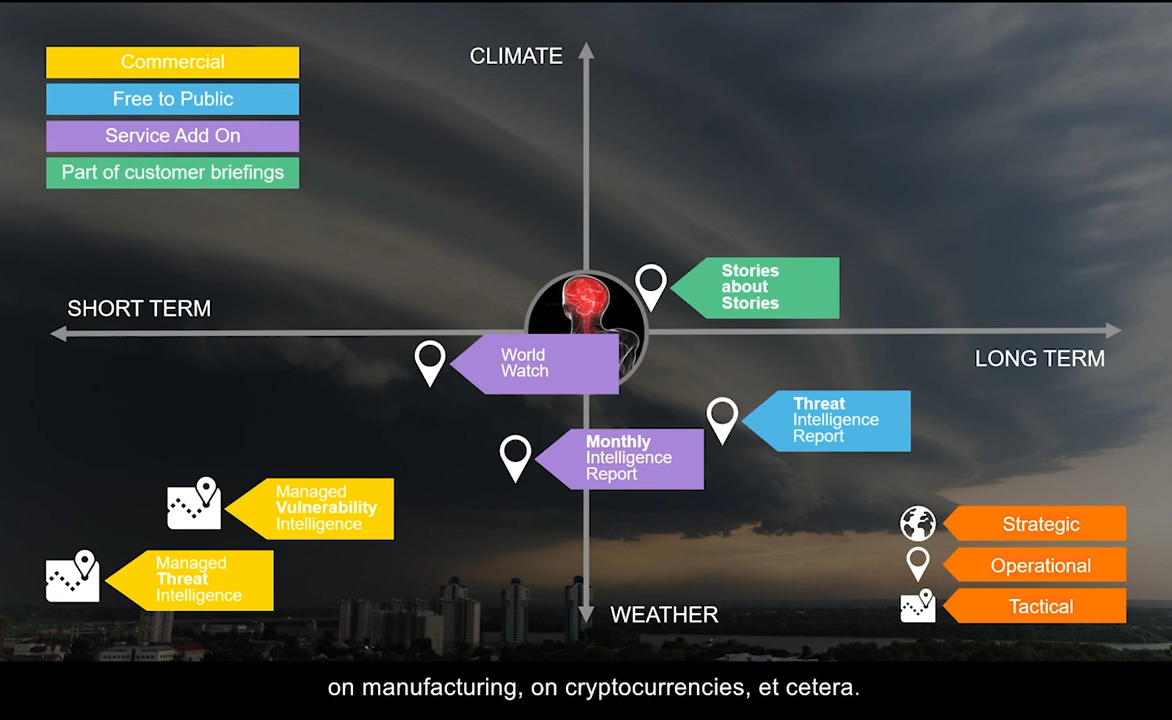 CLIMATE
Commercial
Free to Public
Service Add On
Part of customer briefings
Stories
about
Stories
SHORT TERM
LONG TERM
World
Watch
Threat
Intelligence
Report
Monthly
Intelligence
Report
Managed
Vulnerability
Intelligence
Managed
Threat
Intelligence
Strategic
Operational
Tactical
WEATHER
on manufacturing, on cryptocurrencies, et cetera.